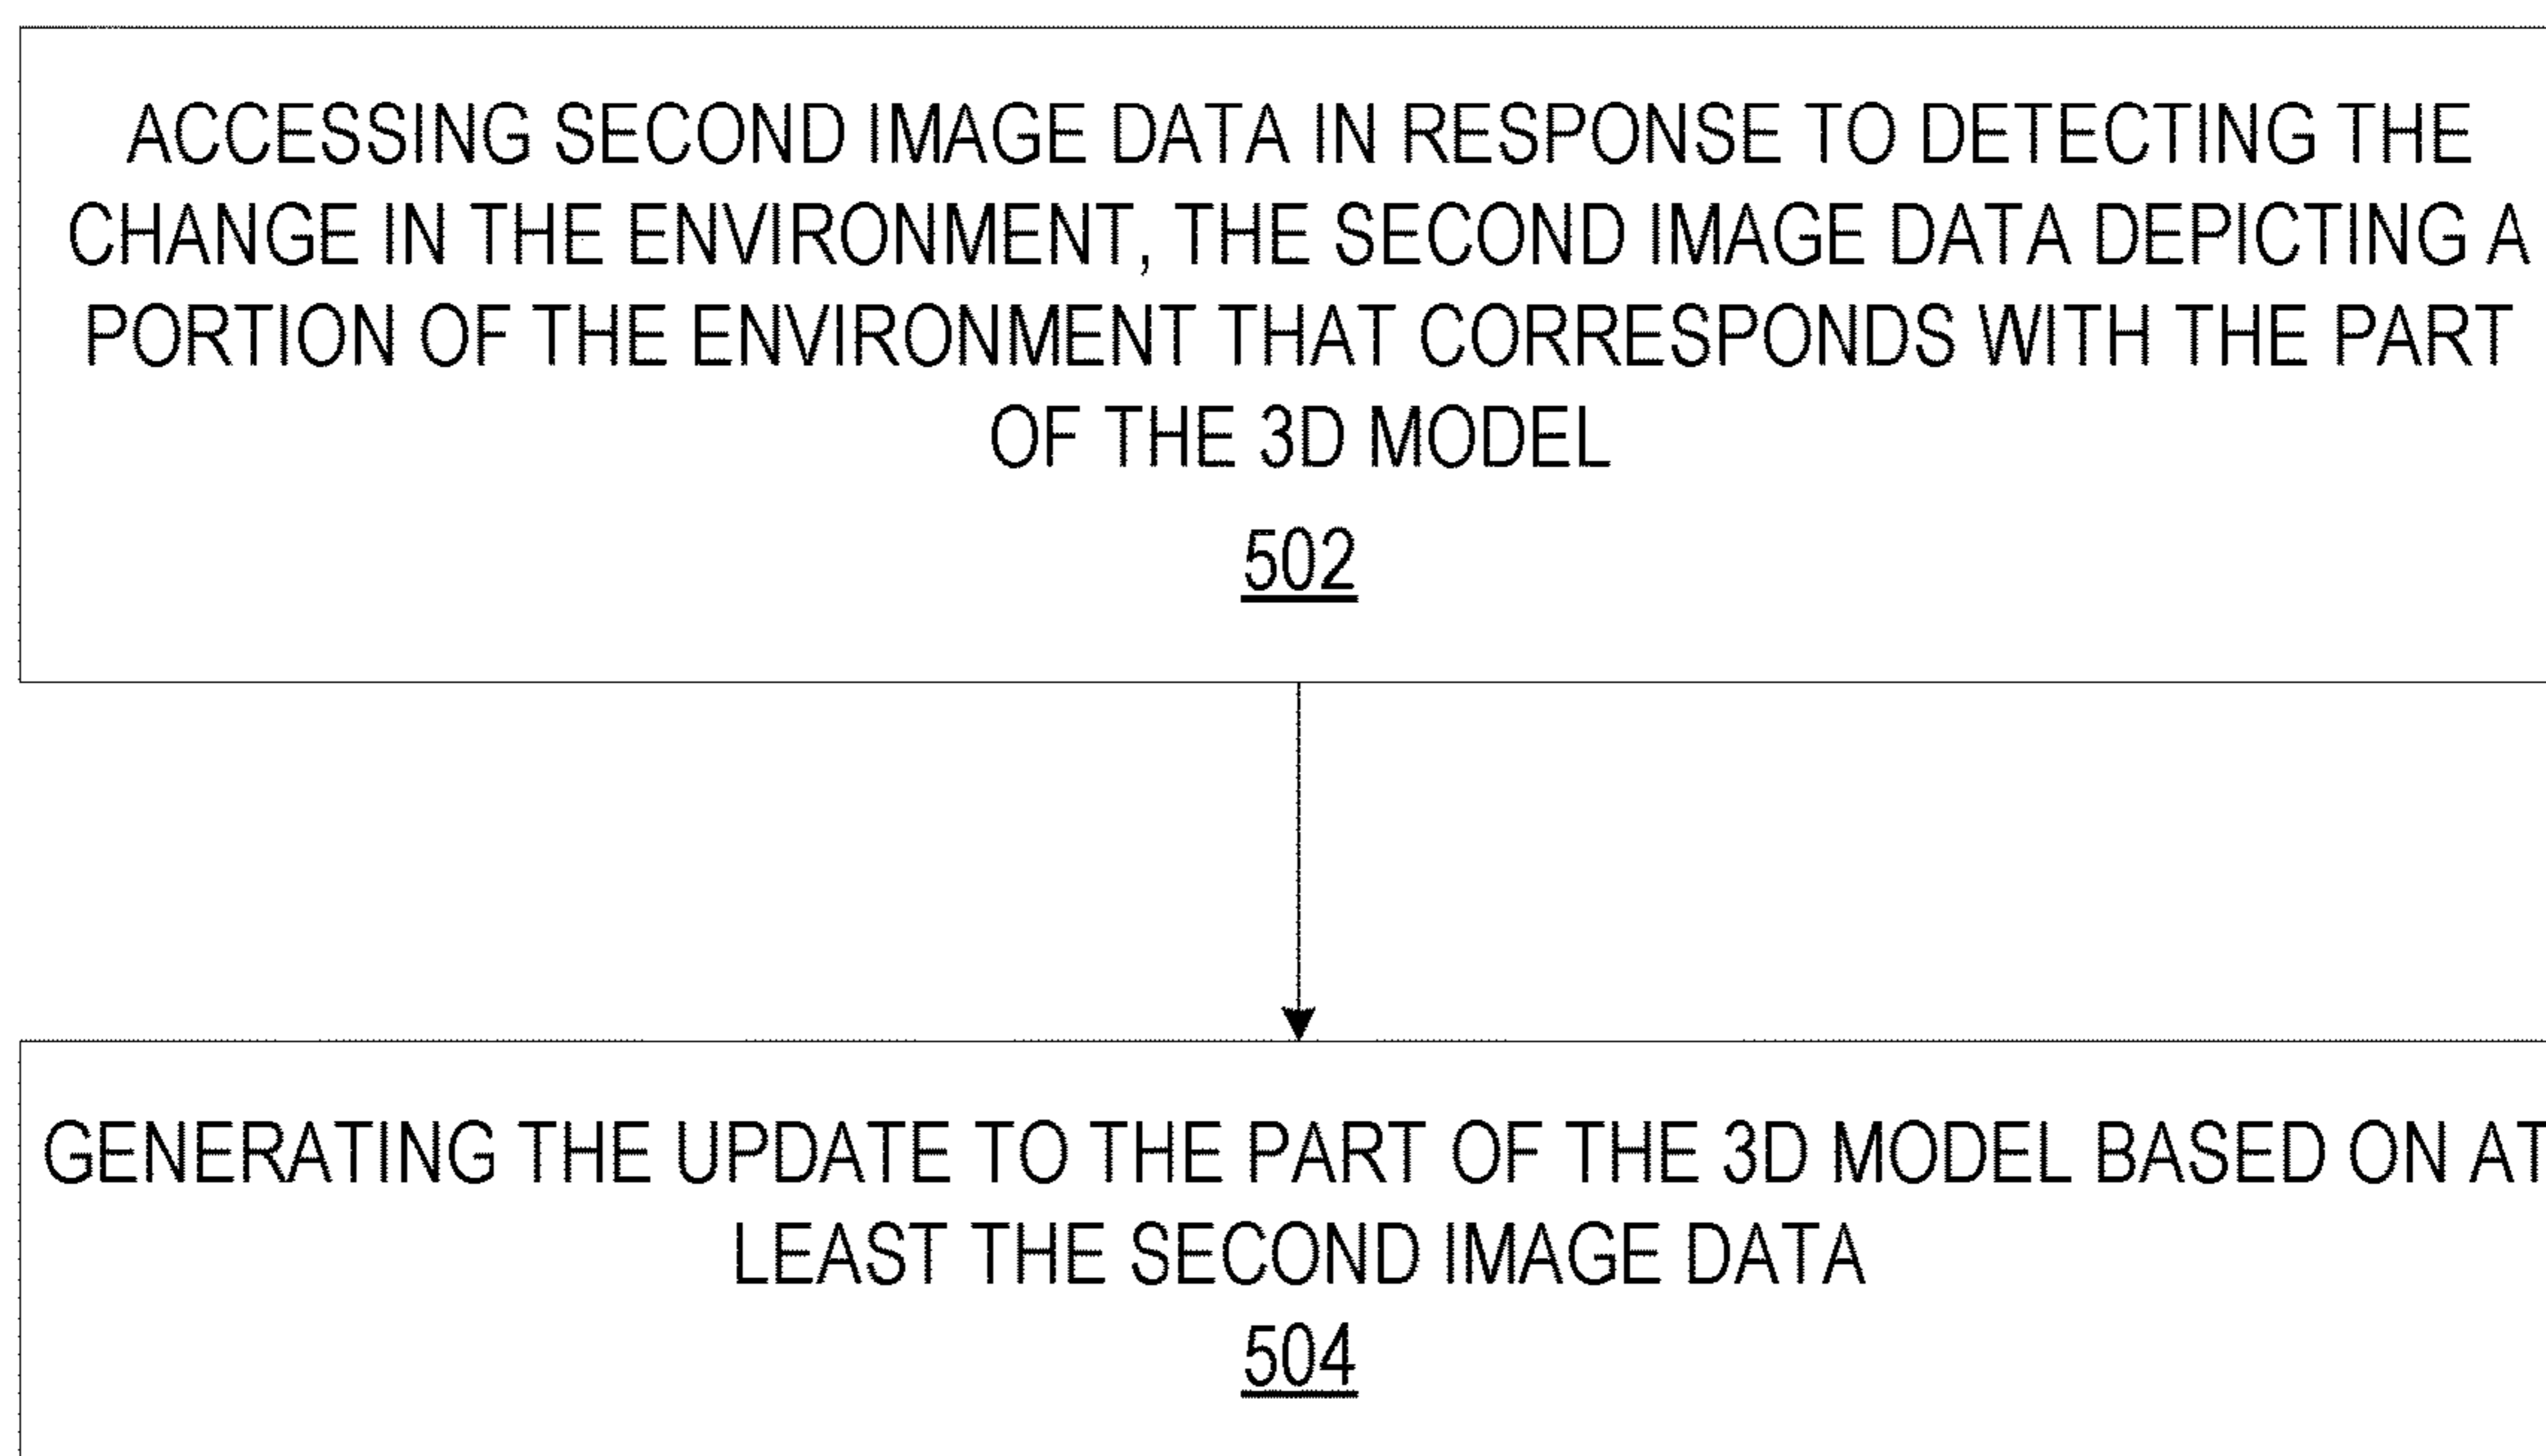 ACCESSING SECOND IMAGE DATA IN RESPONSE TO DETECTING THE
CHANGE IN THE ENVIRONMENT, THE SECOND IMAGE DATA DEPICTING A
PORTION OF THE ENVIRONMENT THAT CORRESPONDS WITH THE PART
OF THE 3D MODEL
502
GENERATING THE UPDATE TO THE PART OF THE 3D MODEL BASED ON AT
LEAST THE SECOND IMAGE DATA
504